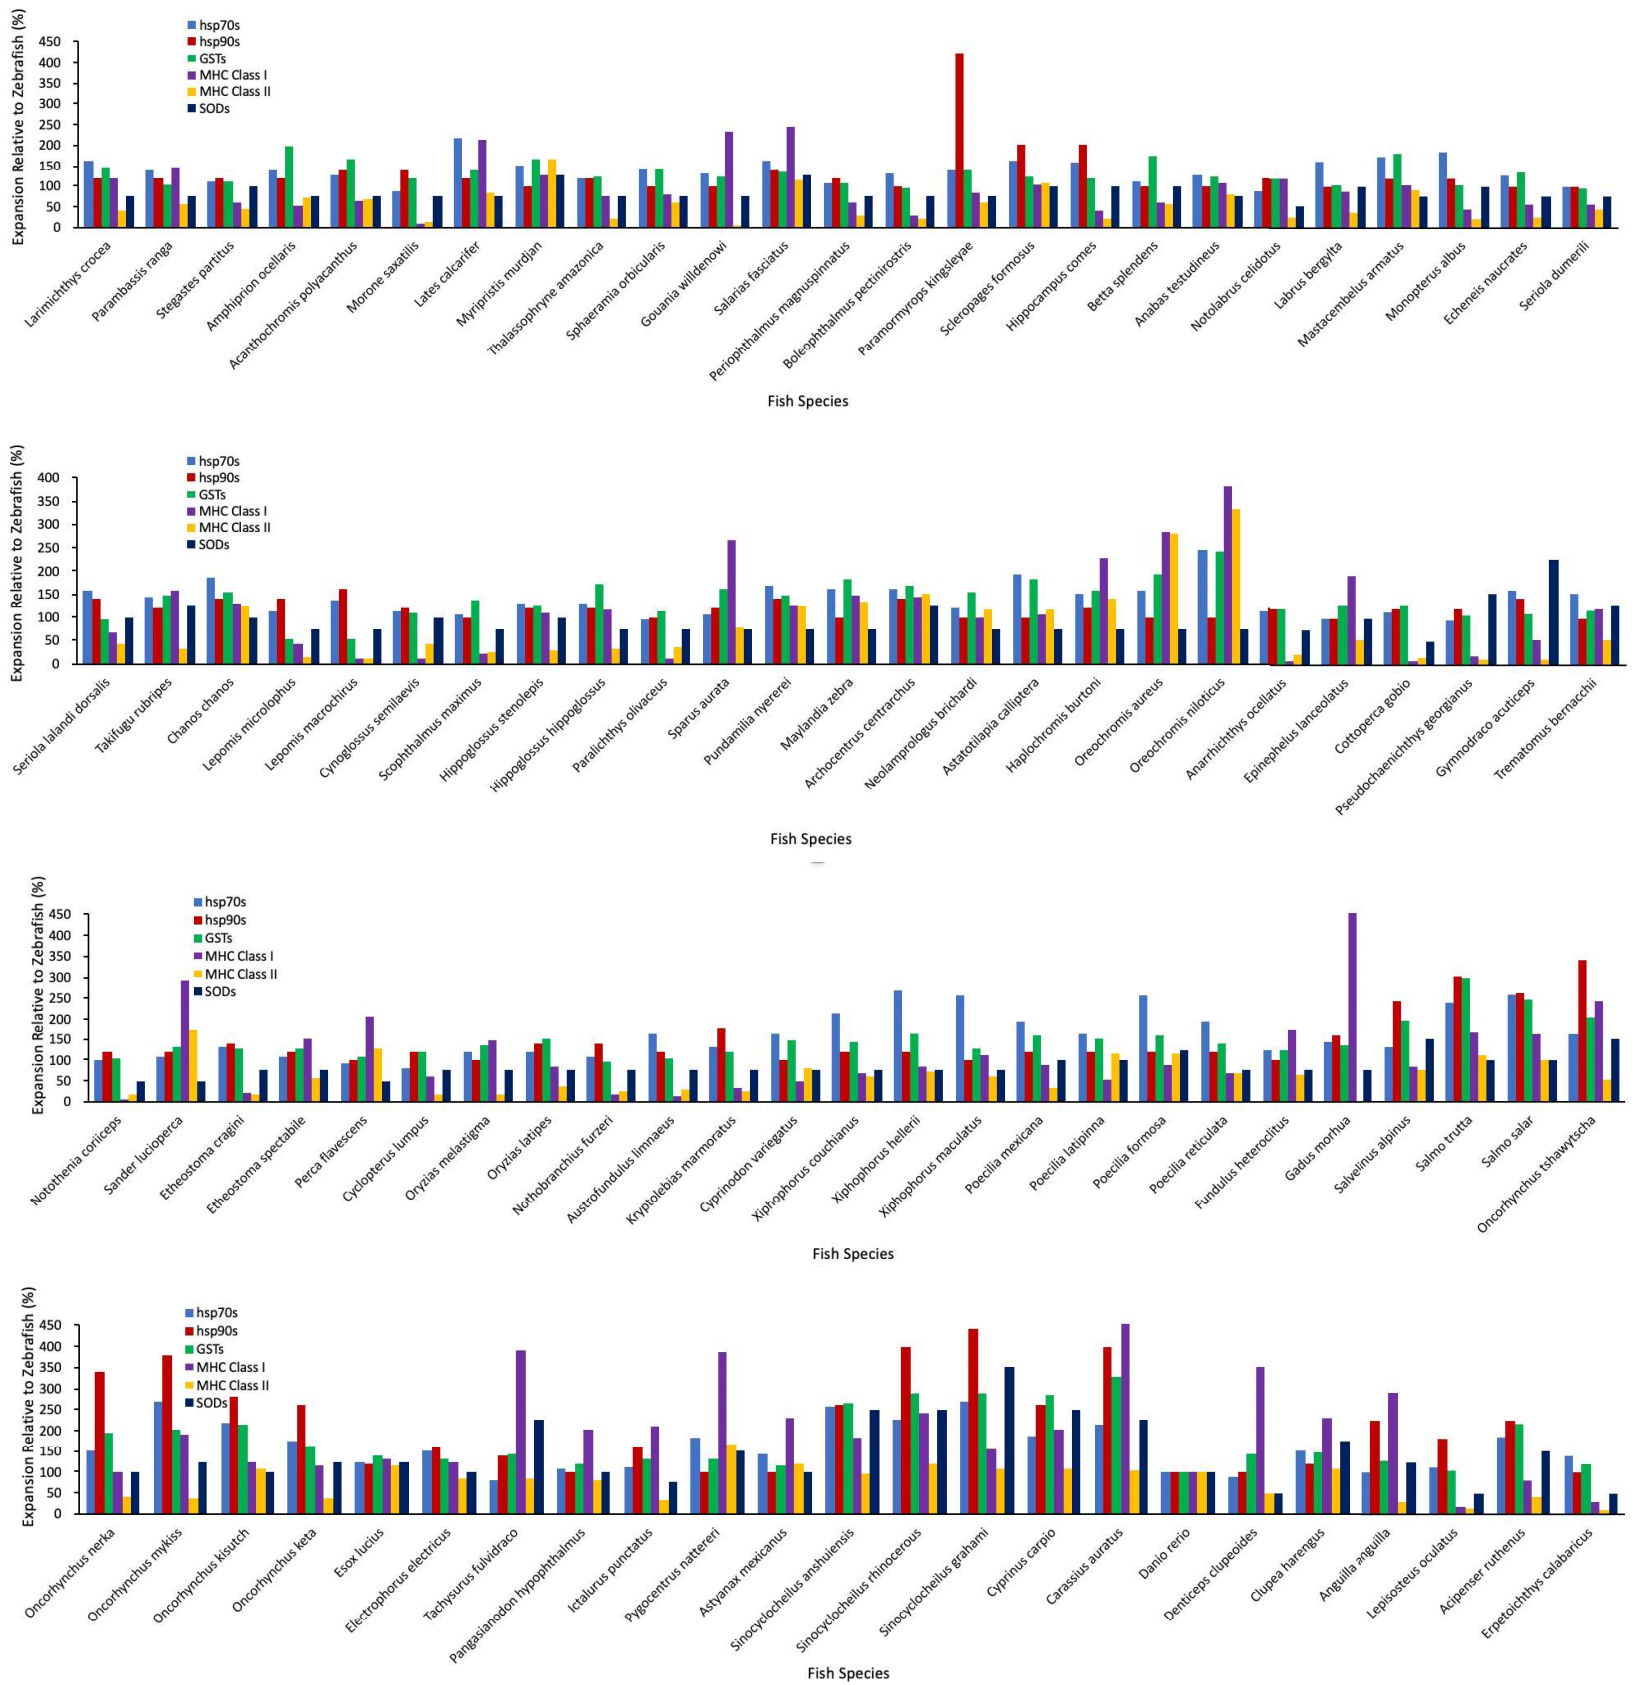 Expansion Relative to Zebrafish (%)
hsp70s
hsp90s
GSTs
MHC Class I
MHC Class II
SODs
450
400
350
300
250
200
150
100
50
0
Larimichthys crocea
Parambassis ranga
Stegastes partitus
Amphiprion ocellaris
Acanthochromis polyacanthus
Morone saxatilis
Lates calcarifer
Myripristis murdjan
Thalassophryne amazonica
Sphaeramia orbicularis
Gouania willdenowi
Salarias fasciatus
Periophthalmus magnuspinnatus
Boleophthalmus pectinirostris
Paramormyrops kingsleyae
Scleropages formosus
Hippocampus comes
Betta splendens
Anabas testudineus
Notolabrus celidotus
Labrus bergylta
Mastacembelus armatus
Monopterus albus
Echeneis naucrates
Seriola dumerili
Fish Species
Expansion Relative to Zebrafish (%)
hsp70s
hsp90s
GSTs
MHC Class I
MHC Class II
SODs
400
350
300
250
200
150
100
50
0
Seriola lalandi dorsalis
Takifugu rubripes
Chanos chanos
Lepomis microlophus
Lepomis macrochirus
Cynoglossus semilaevis
Scophthalmus maximus
Hippoglossus stenolepis
Hippoglossus hippoglossus
Paralichthys olivaceus
Sparus aurata
Pundamilia nyererei
Maylandia zebra
Archocentrus centrarchus
Neolamprologus brichardi
Astatotilapia calliptera
Haplochromis burtoni
Oreochromis aureus
Oreochromis niloticus
Anarrhichthys ocellatus
Epinephelus lanceolatus
Cottoperca gobio
Pseudochaenichthys georgianus
Gymnodraco acuticeps
Trematomus bernacchii
Fish Species
Expansion Relative to Zebrafish (%)
hsp70s
hsp90s
GSTs
MHC Class I
MHC Class II
SODs
450
400
350
300
250
200
150
100
50
0
Notothenia coriiceps
Sander lucioperca
Etheostoma cragini
Etheostoma spectabile
Perca flavescens
Cyclopterus lumpus
Oryzias melastigma
Oryzias latipes
Nothobranchius furzeri
Austrofundulus limnaeus
Kryptolebias marmoratus
Cyprinodon variegatus
Xiphophorus couchianus
Xiphophorus hellerii
Xiphophorus maculatus
Poecilia mexicana
Poecilia latipinna
Poecilia formosa
Poecilia reticulata
Fundulus heteroclitus
Gadus morhua
Salvelinus alpinus
Salmo trutta
Salmo salar
Oncorhynchus tshawytscha
Fish Species
Expansion Relative to Zebrafish (%)
hsp70s
hsp90s
GSTs
MHC Class I
MHC Class II
SODs
450
400
350
300
250
200
150
100
50
0
Oncorhynchus nerka
Oncorhynchus mykiss
Oncorhynchus kisutch
Oncorhynchus keta
Esox lucius
Electrophorus electricus
Tachysurus fulvidraco
Pangasianodon hypophthalmus
Ictalurus punctatus
Pygocentrus nattereri
Astyanax mexicanus
Sinocyclocheilus anshuiensis
Sinocyclocheilus rhinocerous
Sinocyclocheilus grahami
Cyprinus carpio
Carassius auratus
Danio rerio
Denticeps clupeoides
Clupea harengus
Anguilla anguilla
Lepisosteus oculatus
Acipenser ruthenus
Erpetoichthys calabaricus
Fish Species